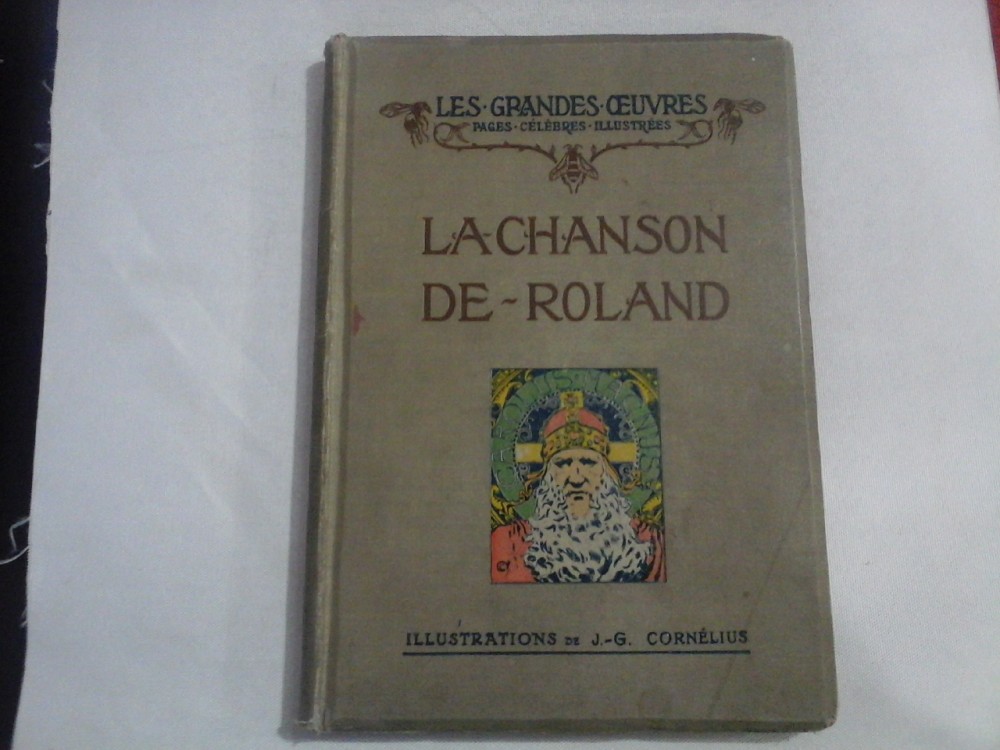 LES·GRANDES·ŒUVRES
PAGES·CÉLÈBRES·ILLUSTRÉES
LA·CHANSON
DE-ROLAND
ILLUSTRATIONS DE J.-G. CORNÉLIUS